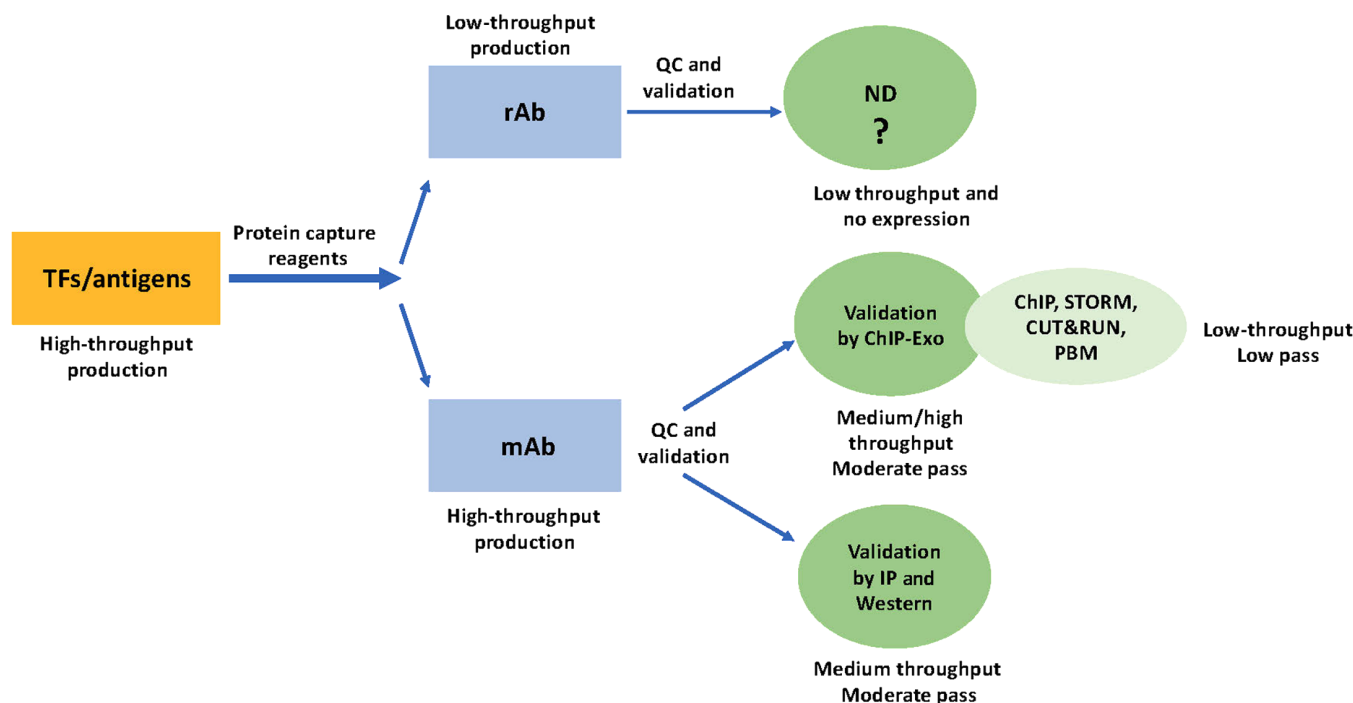 Low-throughput
production
rAb
QC and
validation
ND
?
Low throughput and
no expression
TFs/antigens
High-throughput
production
Protein capture
reagents
mAb
High-throughput
production
QC and
validation
Validation
by ChIP-Exo
Medium/high
throughput
Moderate pass
ChIP, STORM,
CUT&RUN,
PBM
Low-throughput
Low pass
Validation
by IP and
Western
Medium throughput
Moderate pass